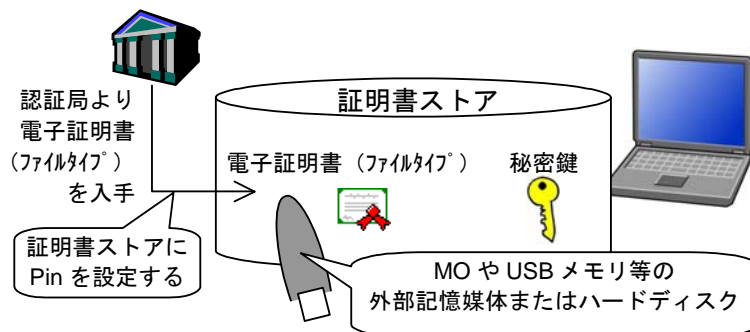 認証局より
電子証明書
（ﾌｧｲﾙﾀｲﾌﾟ）
を入手
証明書ストア
電子証明書（ﾌｧｲﾙﾀｲﾌﾟ）
秘密鍵
証明書ストアに
Pin を設定する
MO や USB メモリ等の
外部記憶媒体またはハードディスク